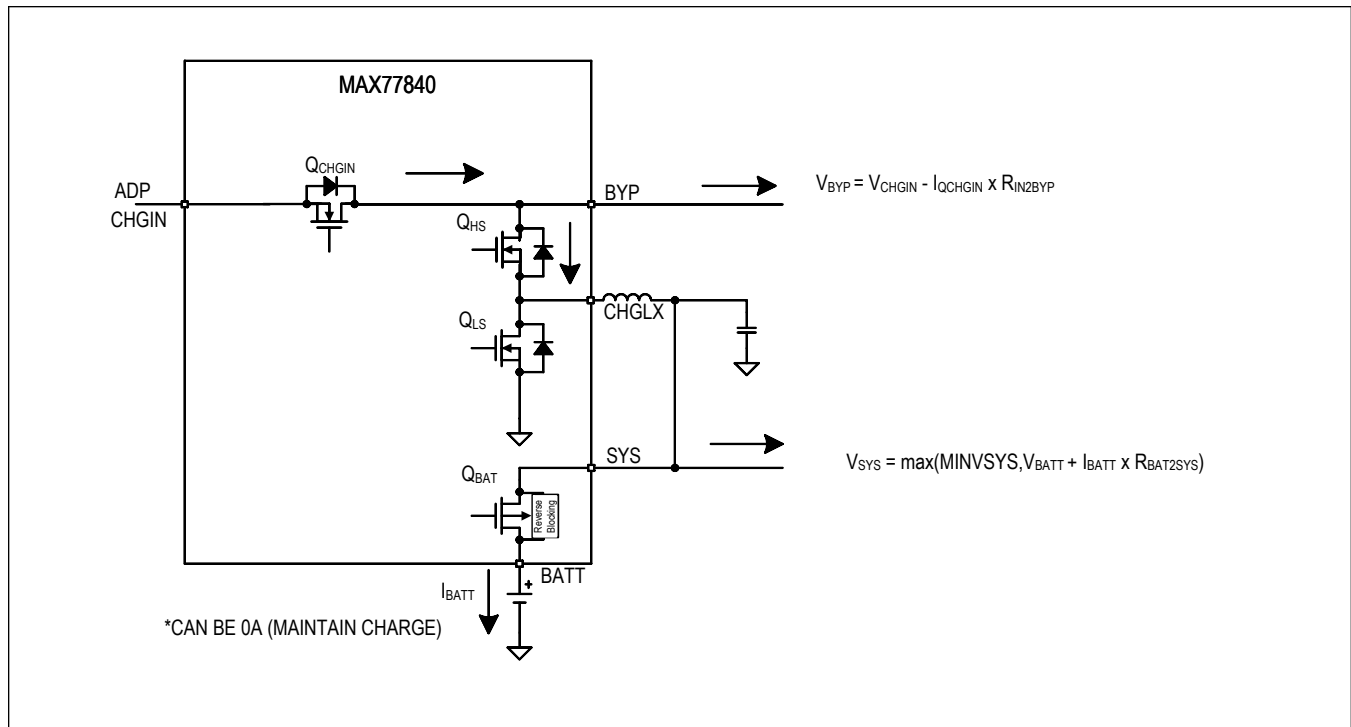 MAX77840
QCHGIN
ADP
CHGIN
BYP
VBYP = VCHGIN - IQCHGIN x RIN2BYP
QHS
CHGLX
QLS
SYS
VSYS = max(MINVSYS,VBATT + IBATT x RBAT2SYS)
QBAT
Reverse
Blocking
BATT
IBATT
+
*CAN BE 0A (MAINTAIN CHARGE)